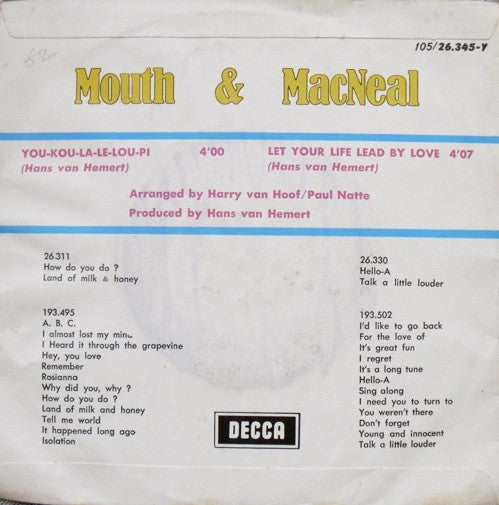 52
105/26.345-Y
Mouth & MacNeal
YOU-KOU-LA-LE-LOU-PI 4'00
(Hans van Hemert)
LET YOUR LIFE LEAD BY LOVE 4'07
(Hans van Hemert)
Arranged by Harry van Hoof/Paul Natte
Produced by Hans van Hemert
26.311
How do you do ?
Land of milk & honey
26.330
Hello-A
Talk a little louder
193.495
A. B. C.
I almost lost my mind
I Heard it through the grapevine
Hey, you love
Remember
Rosianna
Why did you, why ?
How do you do ?
Land of milk and honey
Tell me world
It happened long ago
Isolation
193.502
I'd like to go back
For the love of
It's great fun
I regret
It's a long tune
Hello-A
Sing along
I need you to turn to
You weren't there
Don't forget
Young and innocent
Talk a little louder
DECCA